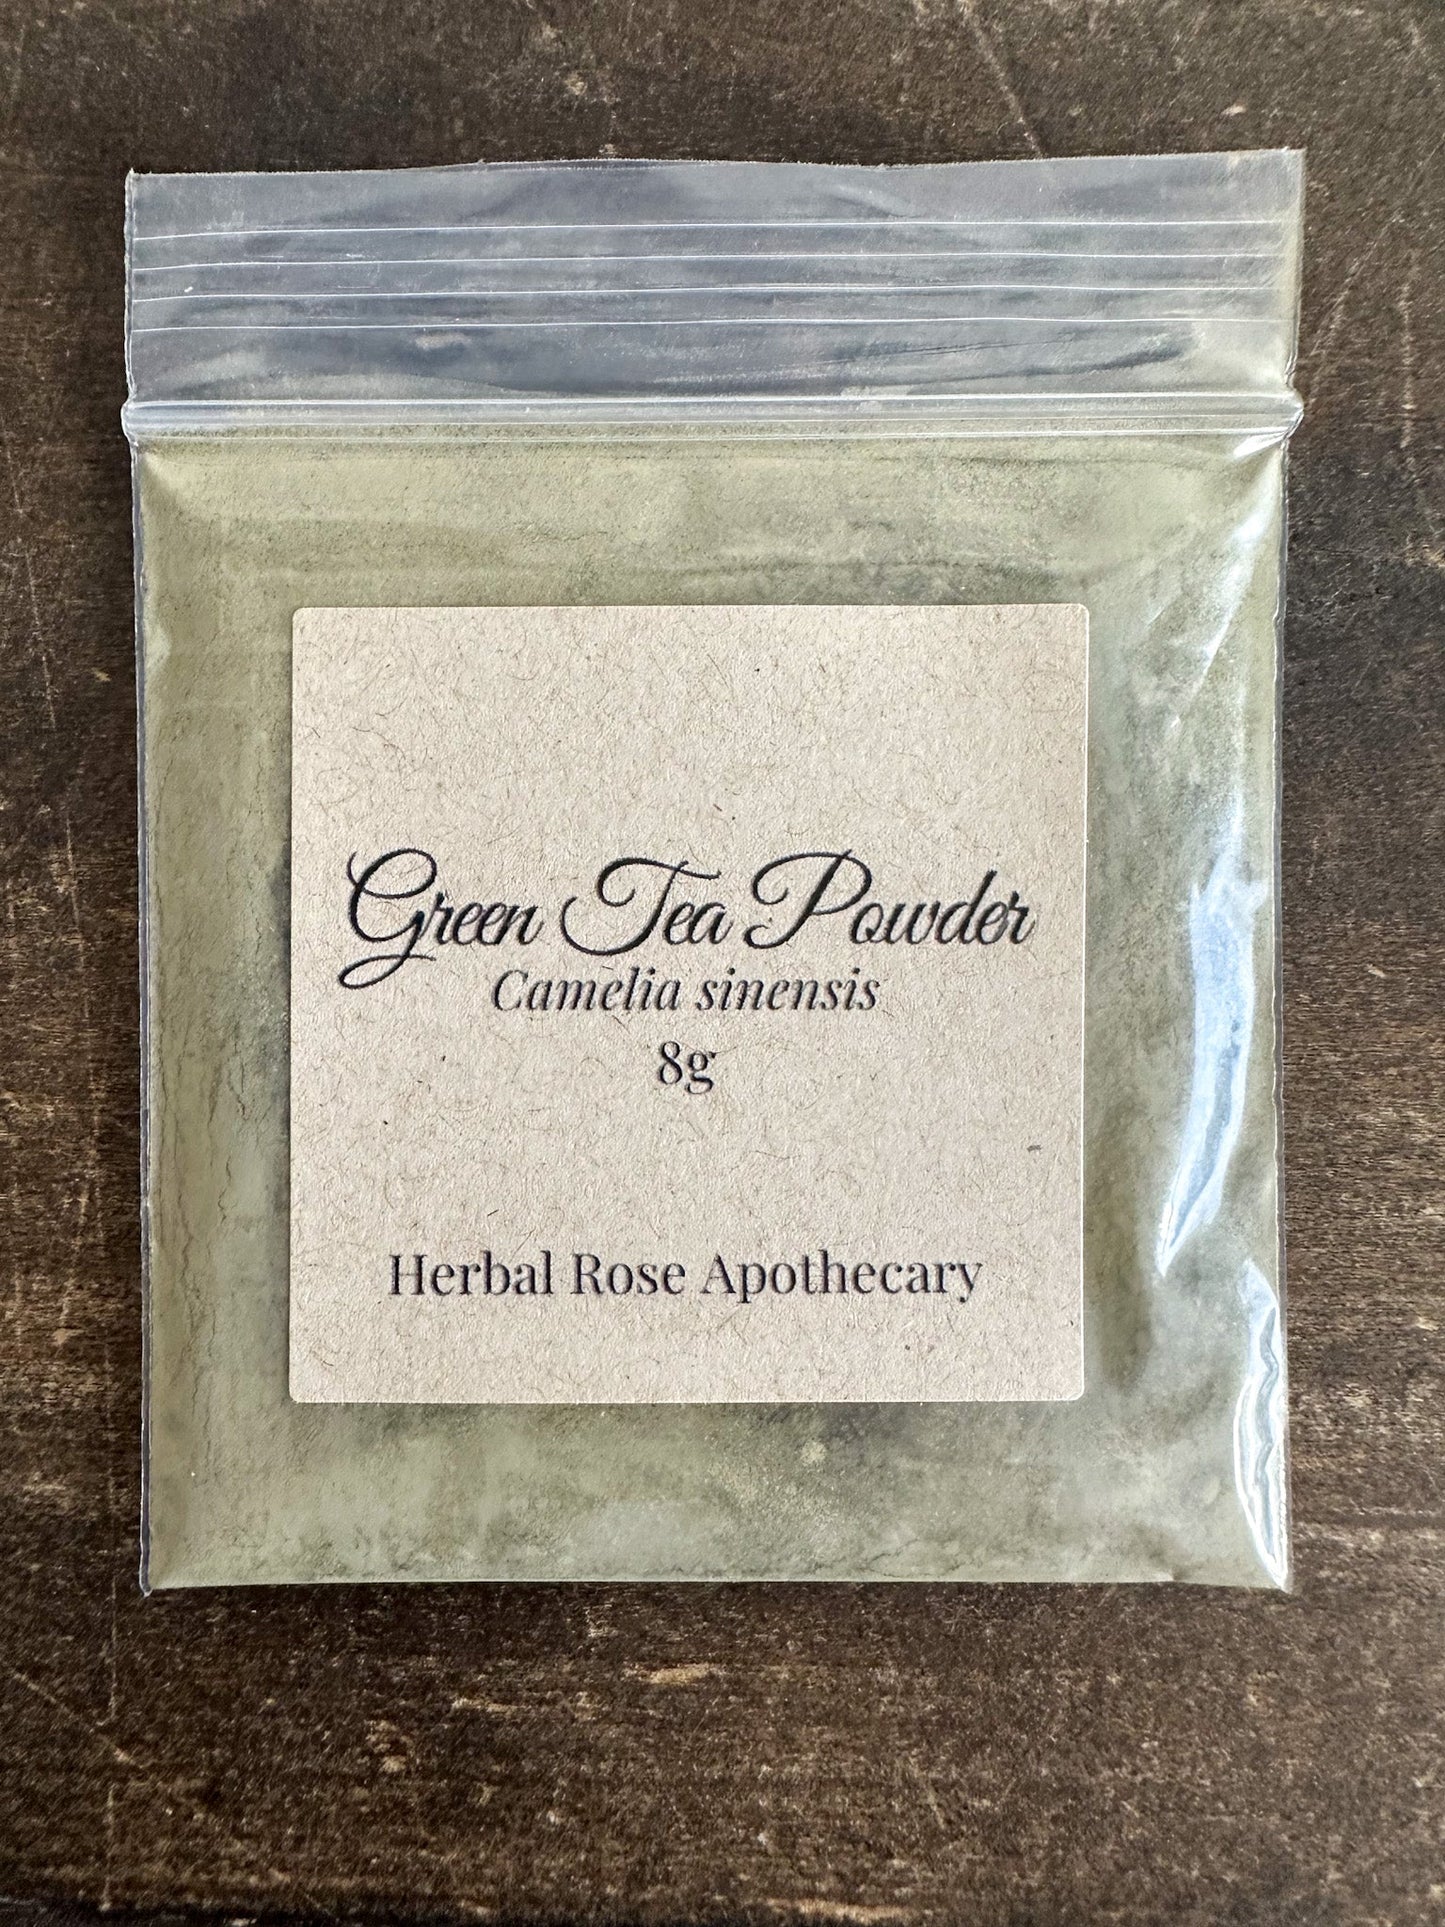 Green Tea Powder
Camelia sinensis
8g
Herbal Rose Apothecary